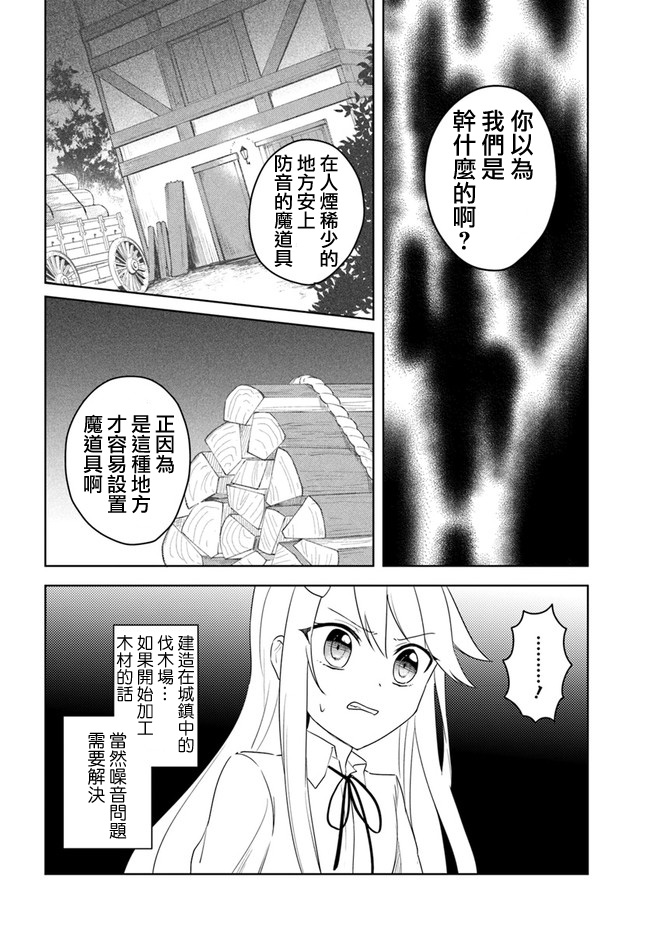 你以為
我們是
幹什麼的啊?
在人煙稀少的
地方安上
防音的魔道具
正因為
是這種地方
才容易設置
魔道具啊
………!
建造在城鎮中的
伐木場…
如果開始加工
木材的話
當然噪音問題
需要解決